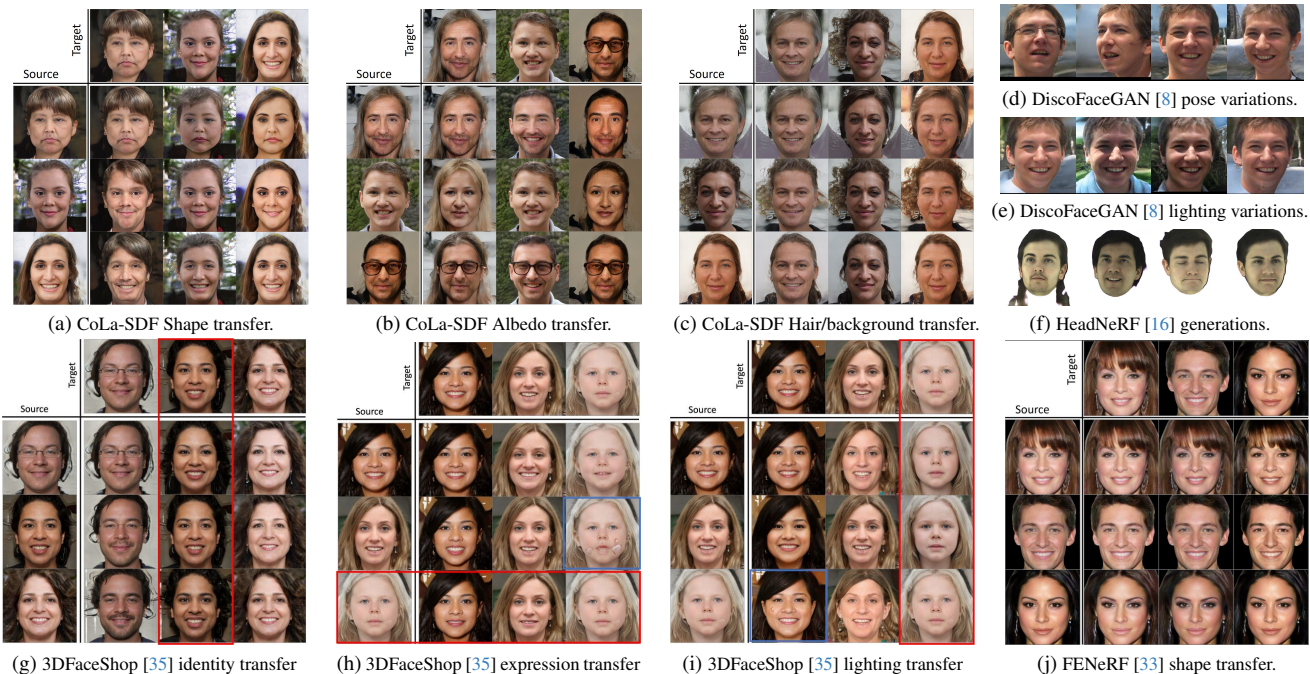 Target
Source
(a) CoLa-SDF Shape transfer.
Target
Source
(b) CoLa-SDF Albedo transfer.
Target
Source
(c) CoLa-SDF Hair/background transfer.
(d) DiscoFaceGAN [8] pose variations.
(e) DiscoFaceGAN [8] lighting variations.
(f) HeadNeRF [16] generations.
Target
Source
(g) 3DFaceShop [35] identity transfer
Target
Source
(h) 3DFaceShop [35] expression transfer
Target
Source
(i) 3DFaceShop [35] lighting transfer
Target
Source
(j) FENeRF [33] shape transfer.